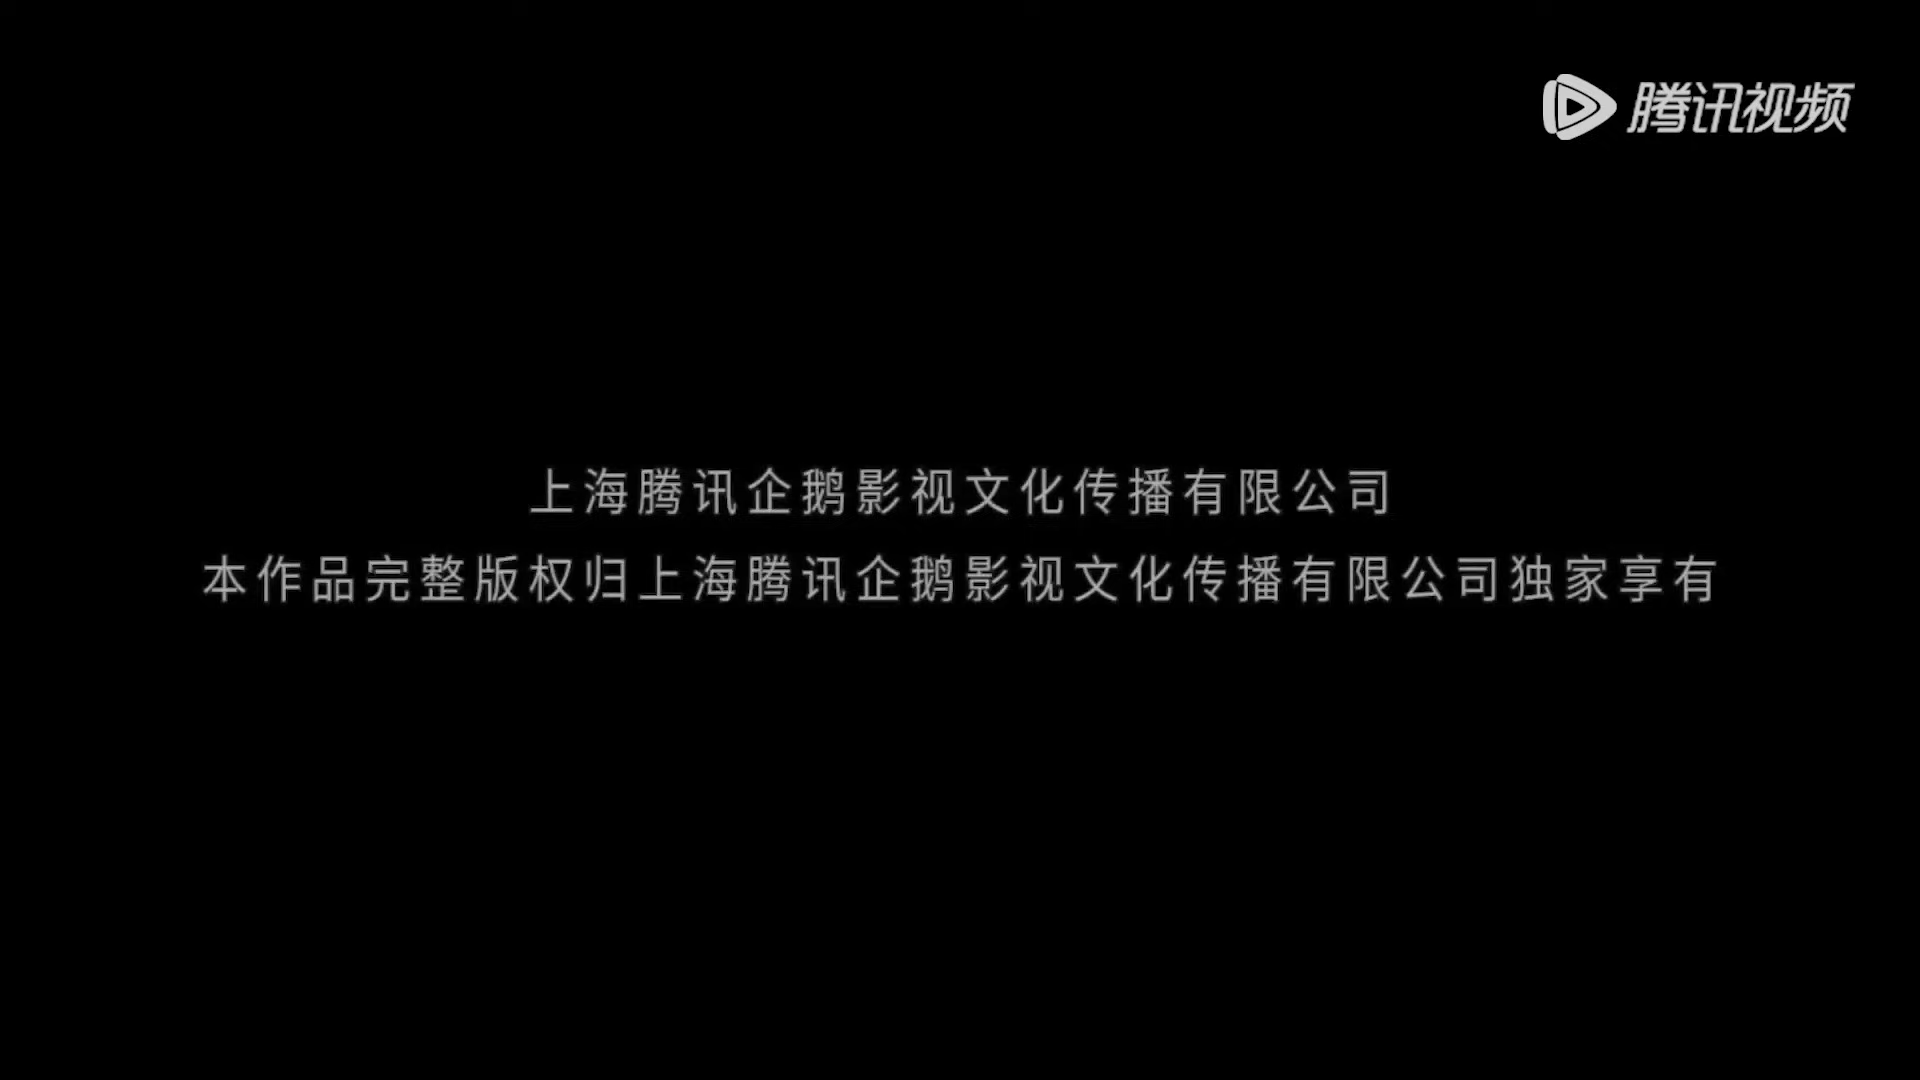 腾讯视频
上海腾讯企鹅影视文化传播有限公司
本作品完整版权归上海腾讯企鹅影视文化传播有限公司独家享有